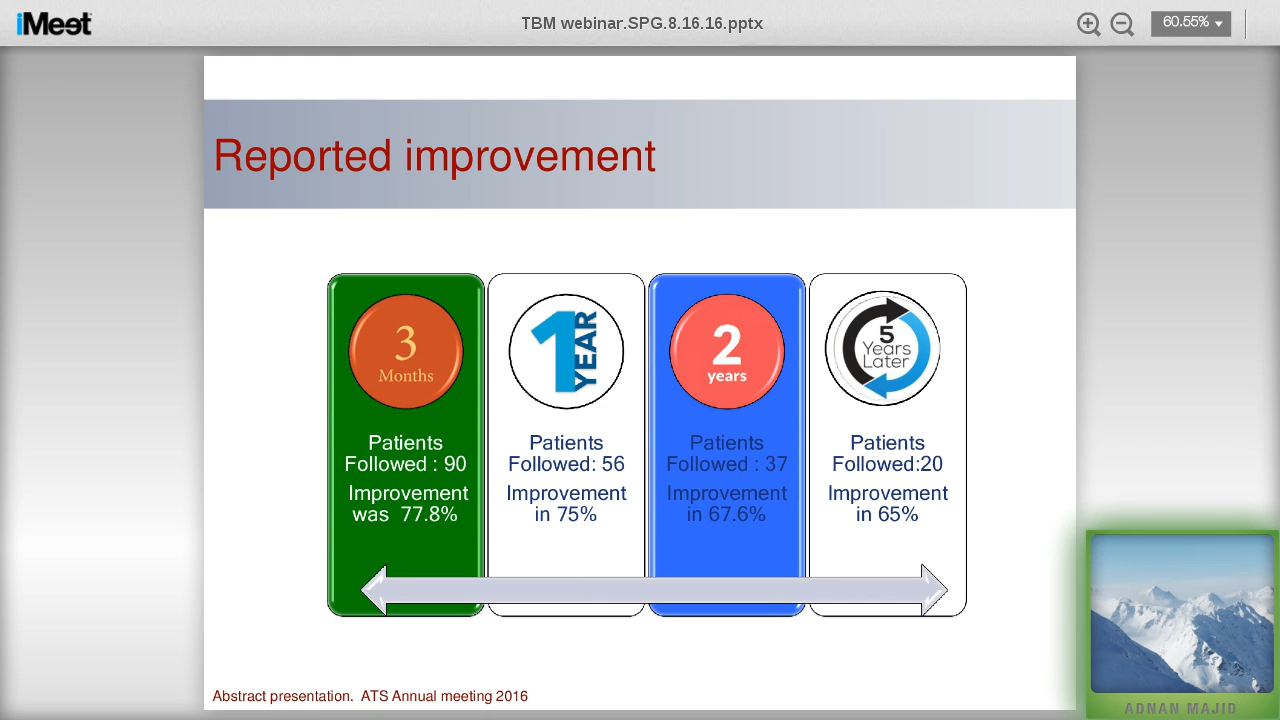 iMeet
TBM webinar.SPG.8.16.16.pptx
60.55%
Reported improvement
3
Months
1
YEAR
2
years
5
Years
Later
Patients
Followed : 90
Improvement
was 77.8%
Patients
Followed: 56
Improvement
in 75%
Patients
Followed : 37
Improvement
in 67.6%
Patients
Followed:20
Improvement
in 65%
Abstract presentation. ATS Annual meeting 2016
ADNAN MAJID